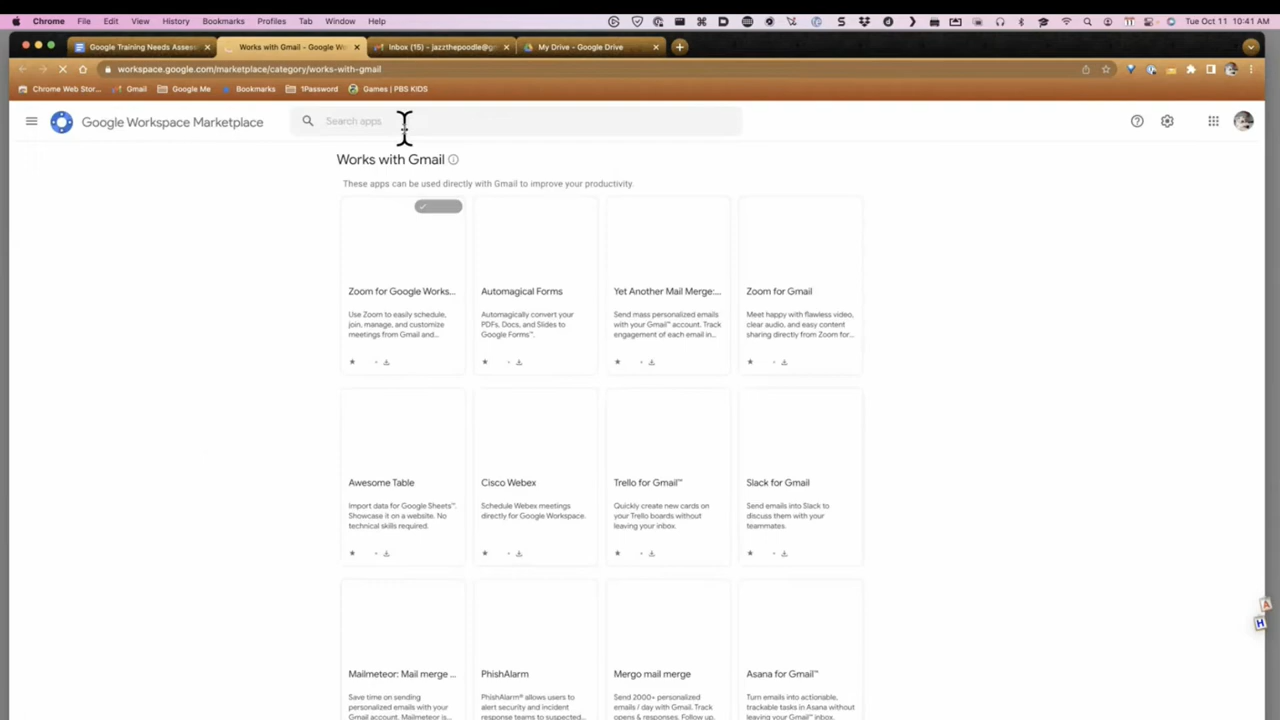 Chrome File Edit View History Bookmarks Profiles Tab Window Help Tue Oct 11 10:41 AM
Google Training Needs Assess Works with Gmail - Google Wo Inbox (15) - jazzthepoodle@go My Drive - Google Drive
workspace.google.com/marketplace/category/works-with-gmail
Chrome Web Stor... Gmail Google Me Bookmarks 1Password Games | PBS KIDS
Google Workspace Marketplace
Search apps
Works with Gmail
These apps can be used directly with Gmail to improve your productivity.
Zoom for Google Works...
Use Zoom to easily schedule,
join, manage, and customize
meetings from Gmail and...
Automagical Forms
Automagically convert your
PDFs, Docs, and Slides to
Google Forms™.
Yet Another Mail Merge:...
Send mass personalized emails
with your Gmail™ account. Track
engagement of each email in...
Zoom for Gmail
Meet happy with flawless video,
clear audio, and easy content
sharing directly from Zoom for...
Awesome Table
Import data for Google Sheets™.
Showcase it on a website. No
technical skills required.
Cisco Webex
Schedule Webex meetings
directly for Google Workspace.
Trello for Gmail™
Quickly create new cards on
your Trello boards without
leaving your inbox.
Slack for Gmail
Send emails into Slack to
discuss them with your
teammates.
Mailmeteor: Mail merge ...
Save time on sending
personalized emails with your
Gmail account. Mailmeteor is...
PhishAlarm
PhishAlarm® allows users to
alert security and incident
response teams to suspected...
Mergo mail merge
Send 2000+ personalized
emails / day with Gmail. Track
opens & responses. Follow up.
Asana for Gmail™
Turn emails into actionable,
trackable tasks in Asana without
leaving your Gmail™ inbox.
A
H